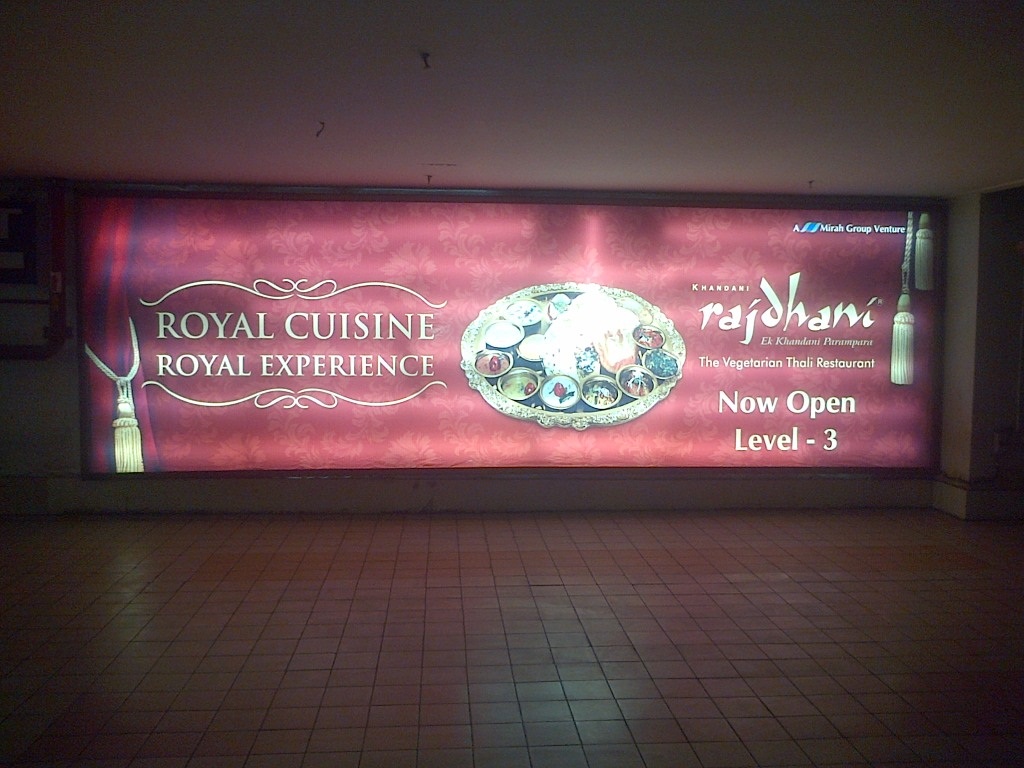 ROYAL CUISINE
ROYAL EXPERIENCE
A Mirah Group Venture
KHANDANI
rajdhani®
Ek Khandani Parampara
The Vegetarian Thali Restaurant
Now Open
Level - 3